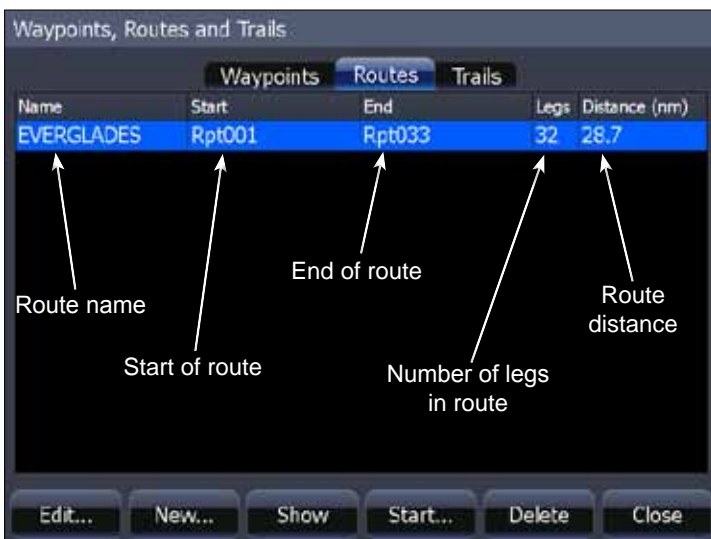 Waypoints, Routes and Trails
Waypoints Routes Trails
Name Start End Legs Distance (nm)
EVERGLADES Rpt001 Rpt033 32 28.7
End of route
Route name
Route
distance
Start of route
Number of legs
in route
Edit... New... Show Start... Delete Close